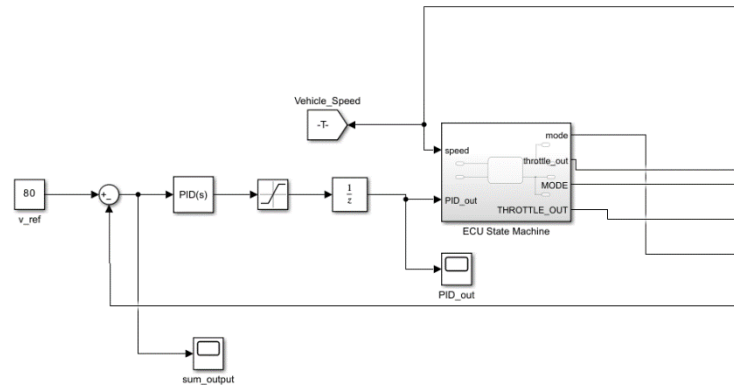 Vehicle_Speed
-T-
mode
speed
throttle_out
80
+
−
PID(s)
1
z
MODE
PID_out
THROTTLE_OUT
v_ref
ECU State Machine
PID_out
sum_output